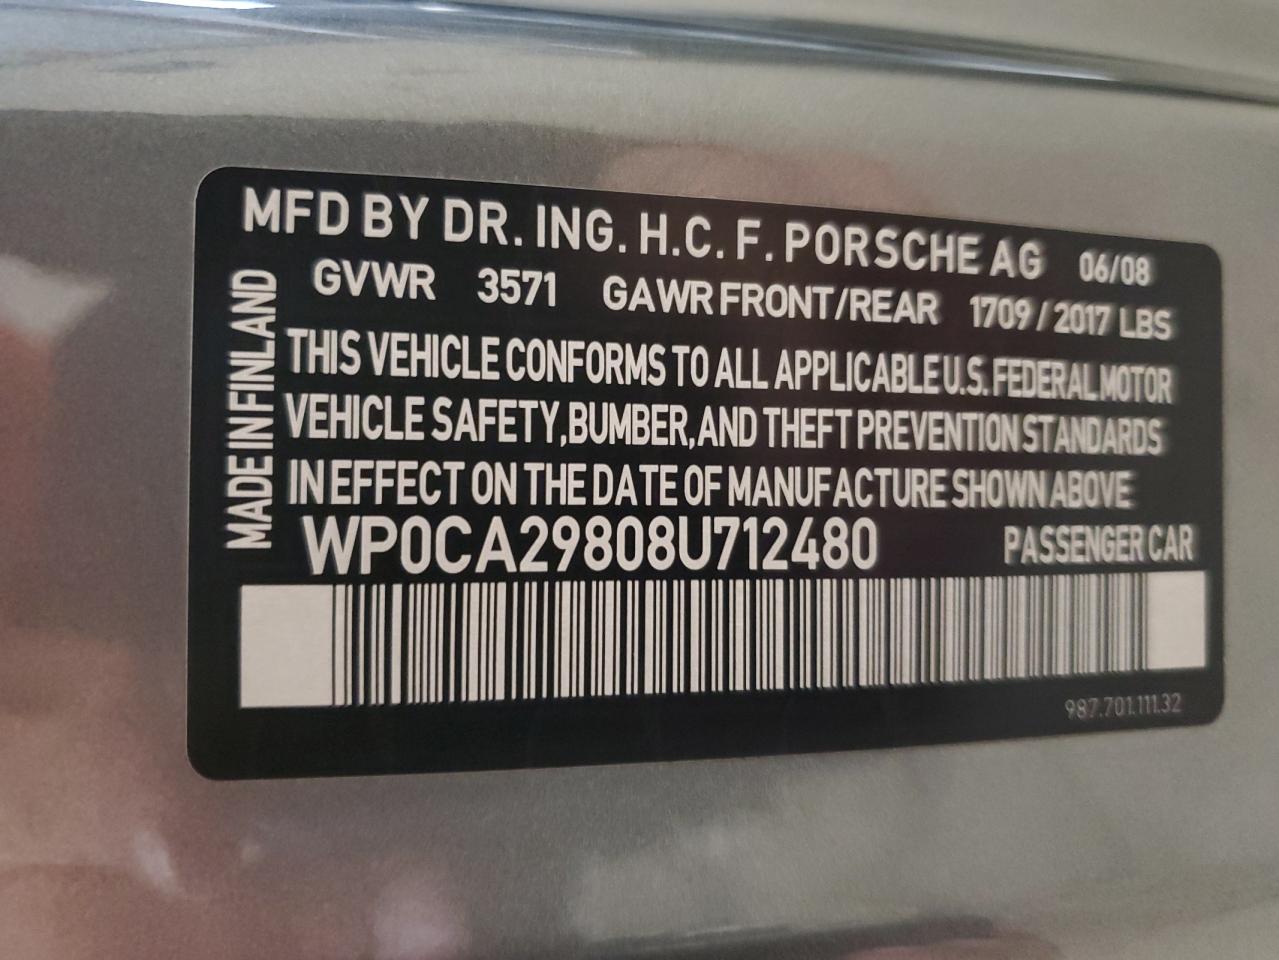 MFD BY DR. ING. H.C. F. PORSCHE AG 06/08
GVWR 3571 GAWR FRONT/REAR 1709 / 2017 LBS
MADE IN FINLAND
THIS VEHICLE CONFORMS TO ALL APPLICABLE U.S. FEDERAL MOTOR
VEHICLE SAFETY, BUMBER, AND THEFT PREVENTION STANDARDS
IN EFFECT ON THE DATE OF MANUFACTURE SHOWN ABOVE
WP0CA29808U712480 PASSENGER CAR
987.701.111.32